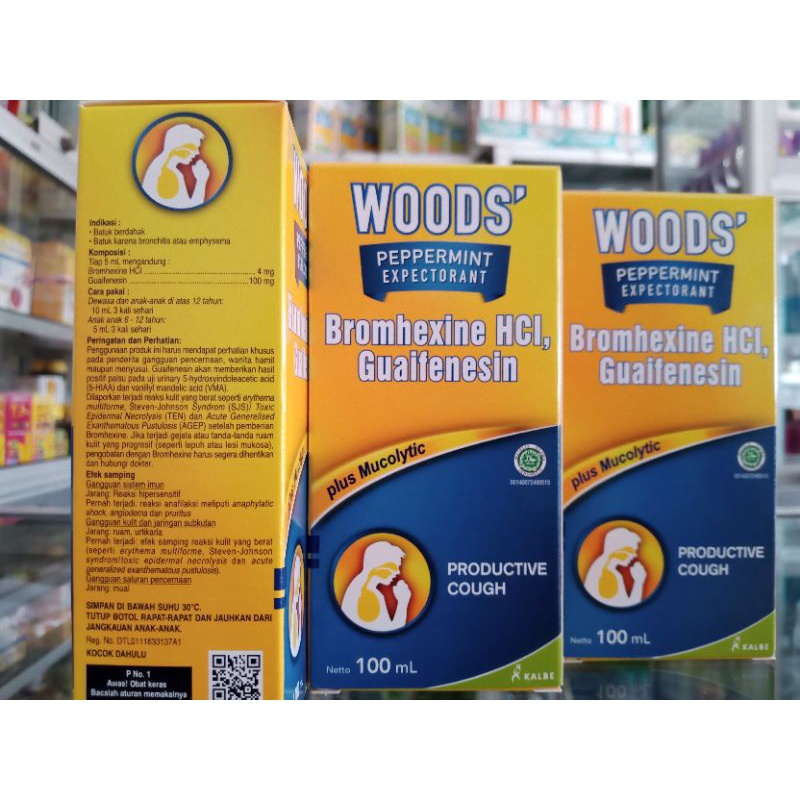 Indikasi :
• Batuk berdahak
• Batuk karena bronchitis atau emphysema
Komposisi :
Tiap 5 mL mengandung :
Bromhexine HCl ........ 4 mg
Guaifenesin ........ 100 mg
Cara pakai :
Dewasa dan anak-anak di atas 12 tahun:
10 mL 3 kali sehari
Anak anak 6 - 12 tahun:
5 mL 3 kali sehari
Peringatan dan Perhatian:
Penggunaan produk ini harus mendapat perhatian khusus
pada penderita gangguan pencernaan, wanita hamil
maupun menyusui. Guaifenesin akan memberikan hasil
positif palsu pada uji urinary 5-hydroxyindoleacetic acid
(5-HIAA) dan vanillyl mandelic acid (VMA).
Dilaporkan terjadi reaksi kulit yang berat seperti erythema
multiforme, Steven-Johnson Syndrom (SJS)/ Toxic
Epidermal Necrolysis (TEN) dan Acute Generalised
Exanthematous Pustulosis (AGEP) setelah pemberian
Bromhexine. Jika terjadi gejala atau tanda-tanda ruam
kulit yang progresif (seperti lepuh atau lesi mukosa),
pengobatan dengan Bromhexine harus segera dihentikan
dan hubungi dokter.
Efek samping
Gangguan sistem imun
Jarang: Reaksi hipersensitif
Pernah terjadi: reaksi anafilaksi meliputi anaphylatic
shock, angiodema dan pruritus
Gangguan kulit dan jaringan subkutan
Jarang: ruam, urtikaria
Pernah terjadi: efek samping reaksi kulit yang berat
(seperti erythema multiforme, Steven-Johnson
syndrom/toxic epidermal necrolysis dan acute
generalized exanthematous pustulosis).
Gangguan saluran pencernaan
Jarang: mual
SIMPAN DI BAWAH SUHU 30°C.
TUTUP BOTOL RAPAT-RAPAT DAN JAUHKAN DARI
JANGKAUAN ANAK-ANAK.
Reg. No. DTL0111633137A1
KOCOK DAHULU
P No. 1
Awas! Obat keras
Bacalah aturan memakainya
WOODS'
PEPPERMINT
EXPECTORANT
Bromhexine HCl,
Guaifenesin
plus Mucolytic
PRODUCTIVE
COUGH
Netto 100 mL
KALBE
WOODS'
PEPPERMINT
EXPECTORANT
Bromhexine HCl,
Guaifenesin
plus Mucolytic
PRODUCTIVE
COUGH
Netto 100 mL
KALBE